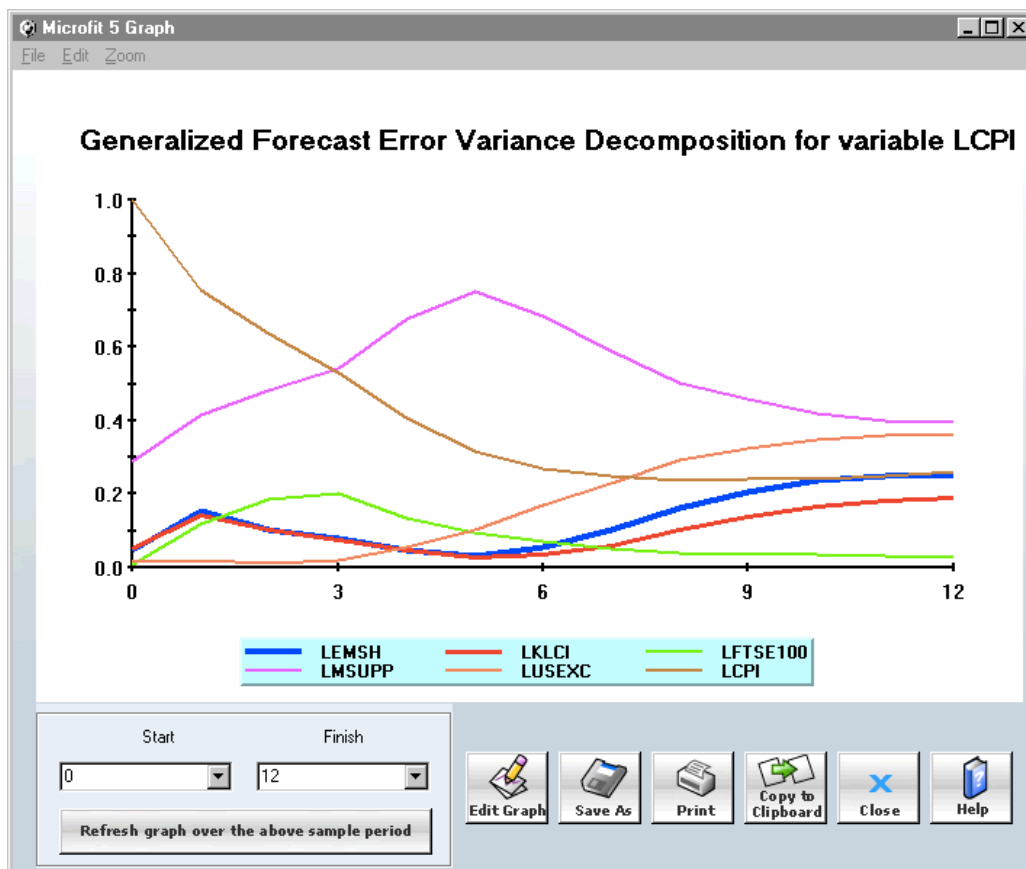 Microfit 5 Graph
File Edit Zoom
Generalized Forecast Error Variance Decomposition for variable LCPI
1.0
0.8
0.6
0.4
0.2
0.0
0 3 6 9 12
LEMSH LKLCI LFTSE100
LMSUPP LUSEXC LCPI
Start Finish
0 12
Refresh graph over the above sample period
Edit Graph
Save As
Print
Copy to
Clipboard
Close
Help